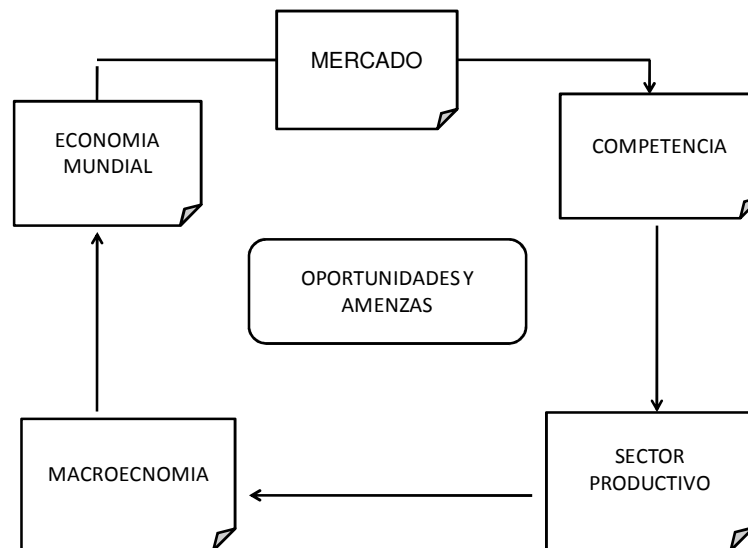 MERCADO
ECONOMIA
MUNDIAL
COMPETENCIA
OPORTUNIDADES Y
AMENZAS
MACROECNOMIA
SECTOR
PRODUCTIVO